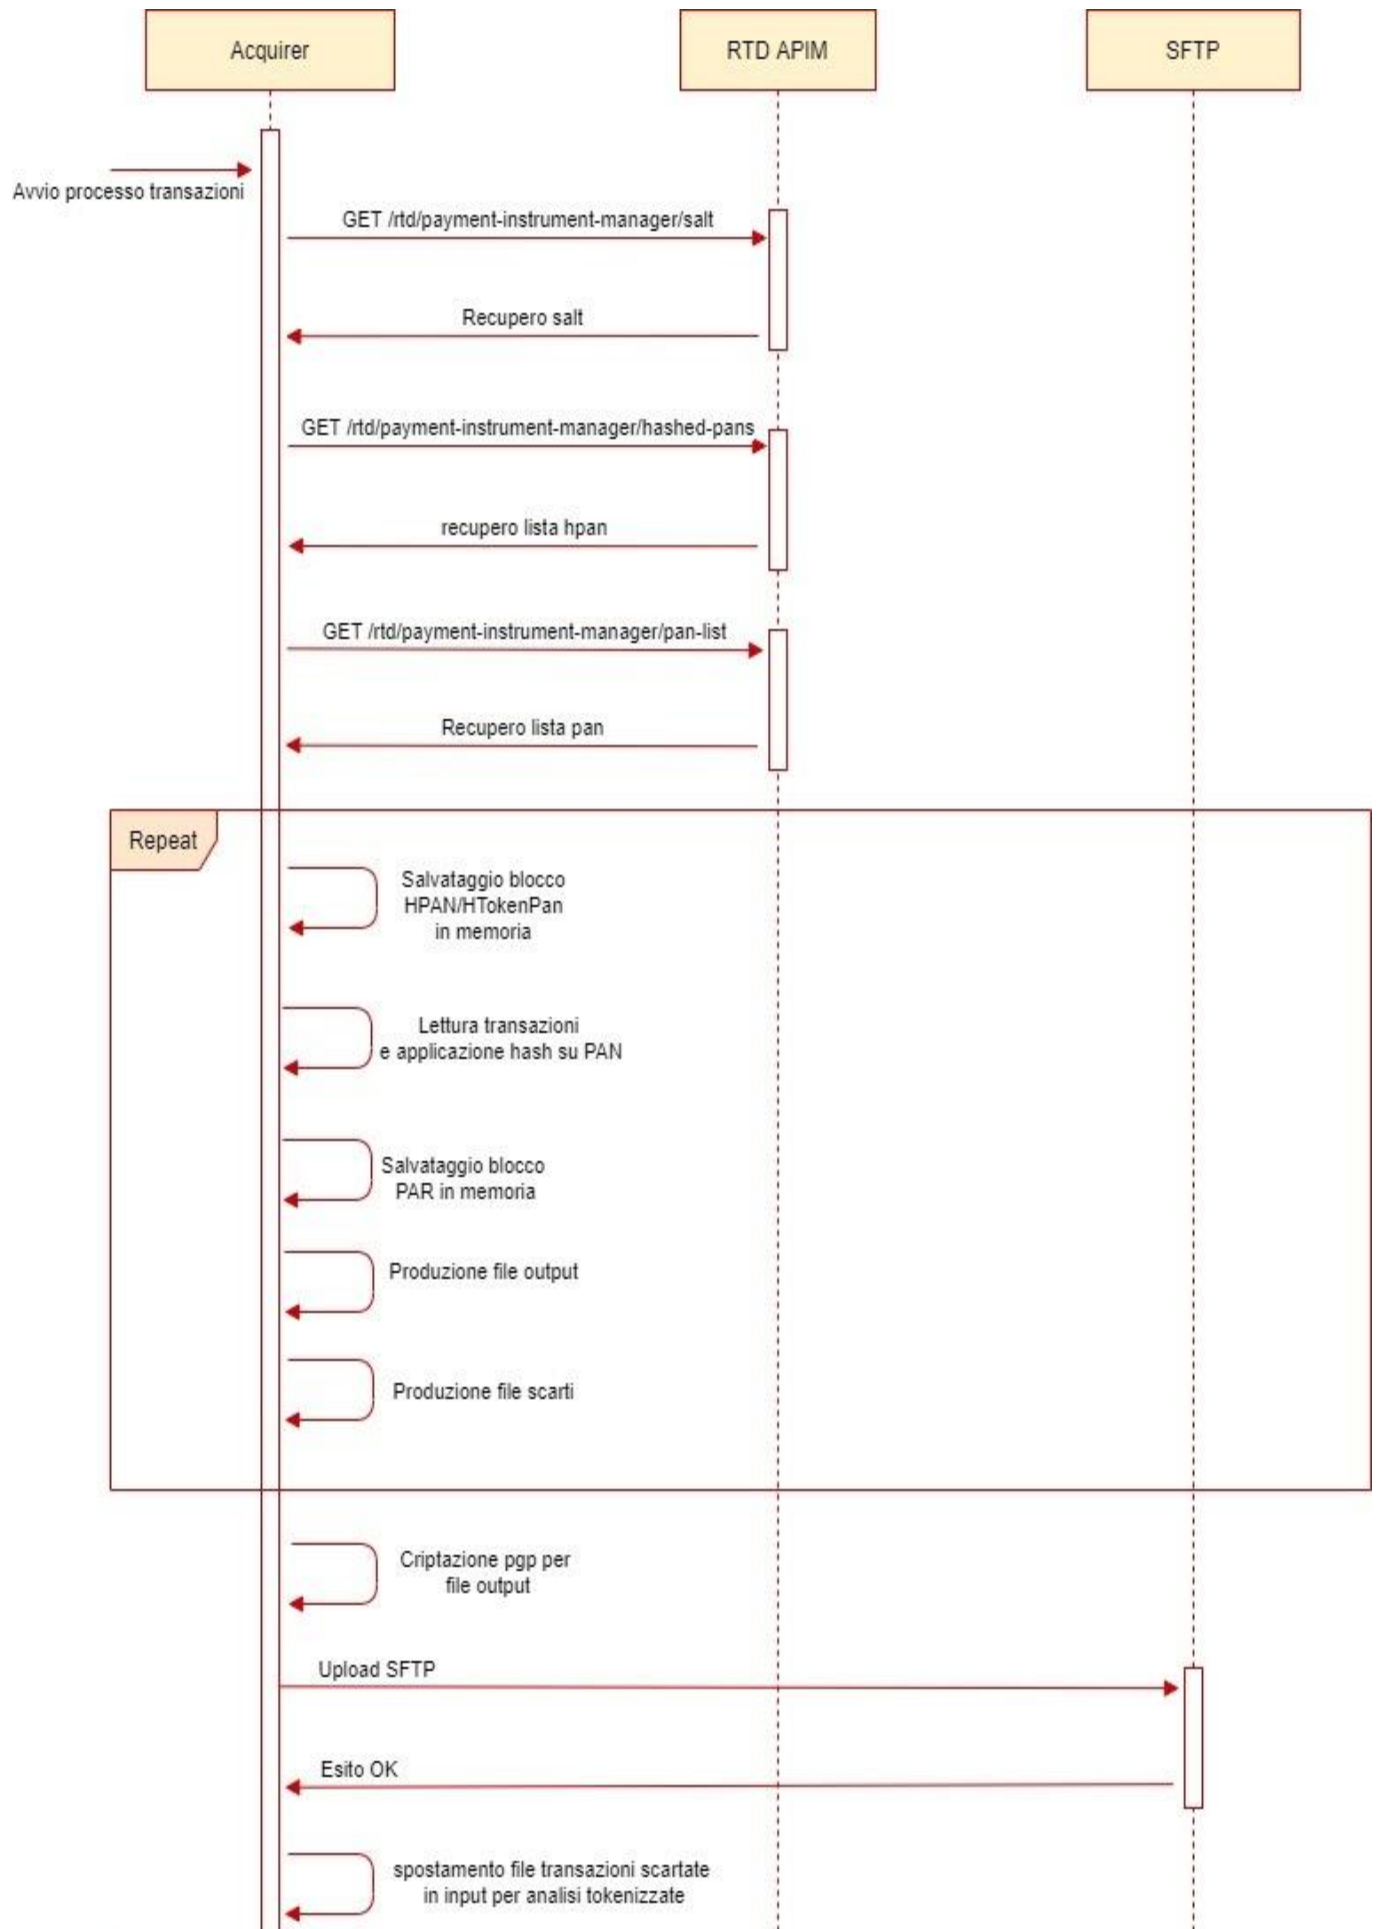 Acquirer
RTD APIM
SFTP
Avvio processo transazioni
GET /rtd/payment-instrument-manager/salt
Recupero salt
GET /rtd/payment-instrument-manager/hashed-pans
recupero lista hpan
GET /rtd/payment-instrument-manager/pan-list
Recupero lista pan
Repeat
Salvataggio blocco
HPAN/HTokenPan
in memoria
Lettura transazioni
e applicazione hash su PAN
Salvataggio blocco
PAR in memoria
Produzione file output
Produzione file scarti
Criptazione pgp per
file output
Upload SFTP
Esito OK
spostamento file transazioni scartate
in input per analisi tokenizzate